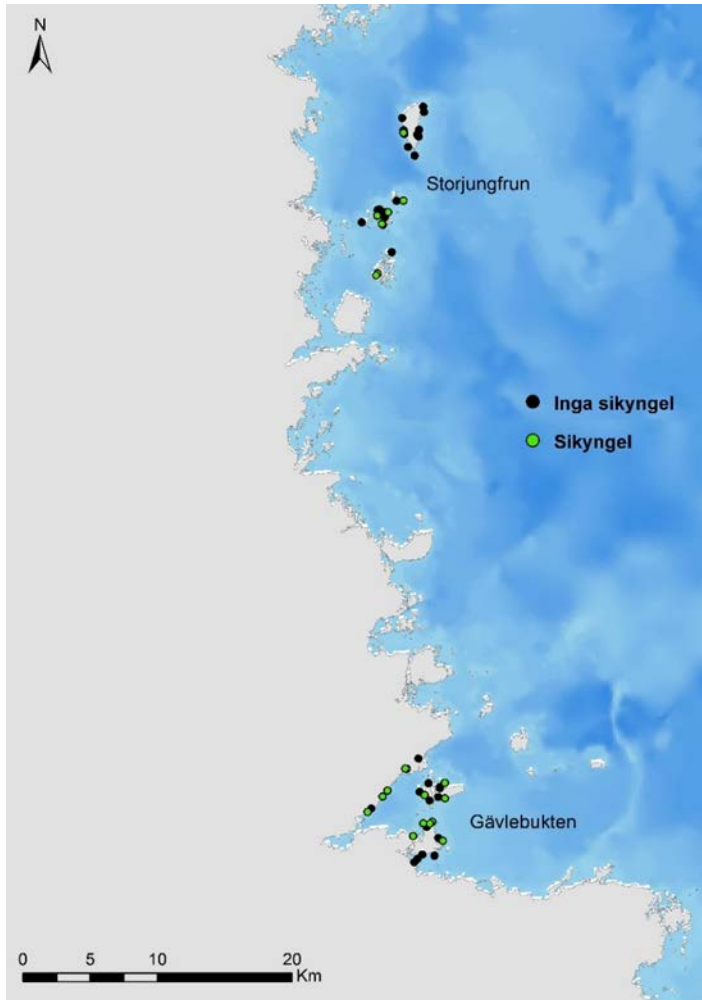 N
Storjungfrun
Inga sikyngel
Sikyngel
Gävlebukten
0 5 10 20
Km